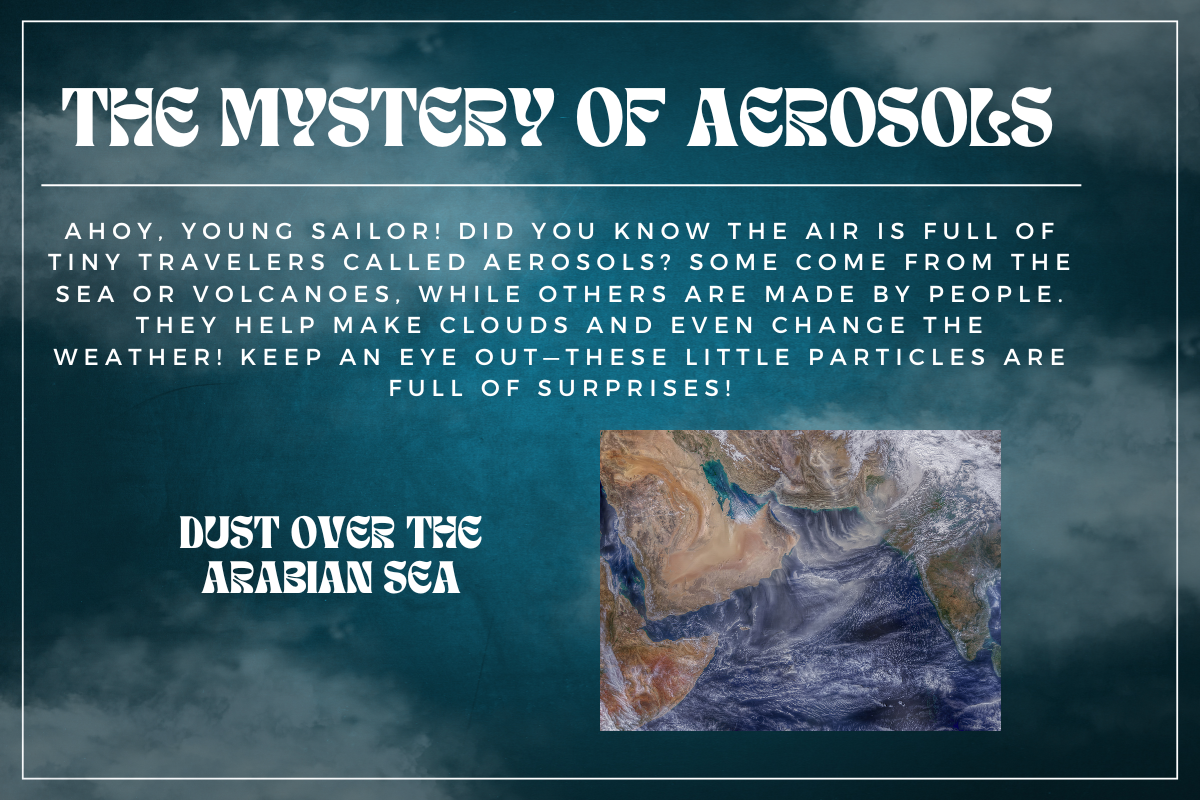 THE MYSTERY OF AEROSOLS
AHOY, YOUNG SAILOR! DID YOU KNOW THE AIR IS FULL OF
TINY TRAVELERS CALLED AEROSOLS? SOME COME FROM THE
SEA OR VOLCANOES, WHILE OTHERS ARE MADE BY PEOPLE.
THEY HELP MAKE CLOUDS AND EVEN CHANGE THE
WEATHER! KEEP AN EYE OUT—THESE LITTLE PARTICLES ARE
FULL OF SURPRISES!
DUST OVER THE
ARABIAN SEA